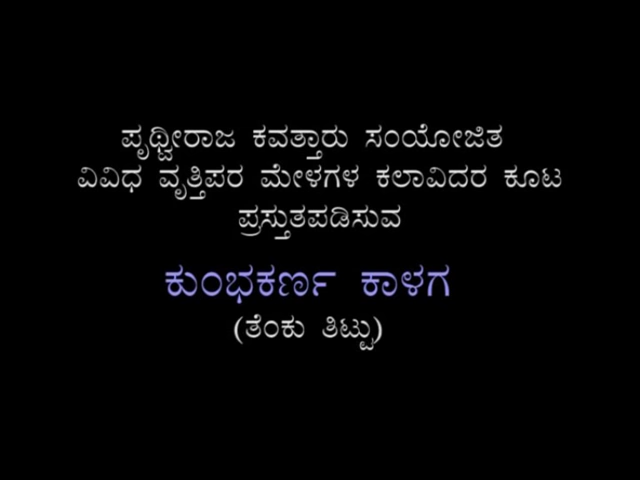 ಪೃಥ್ವೀರಾಜ ಕವತ್ತಾರು ಸಂಯೋಜಿತ
ವಿವಿಧ ವೃತ್ತಿಪರ ಮೇಳಗಳ ಕಲಾವಿದರ ಕೂಟ
ಪ್ರಸ್ತುತಪಡಿಸುವ
ಕುಂಭಕರ್ಣ ಕಾಳಗ
(ತೆಂಕು ತಿಟ್ಟು)